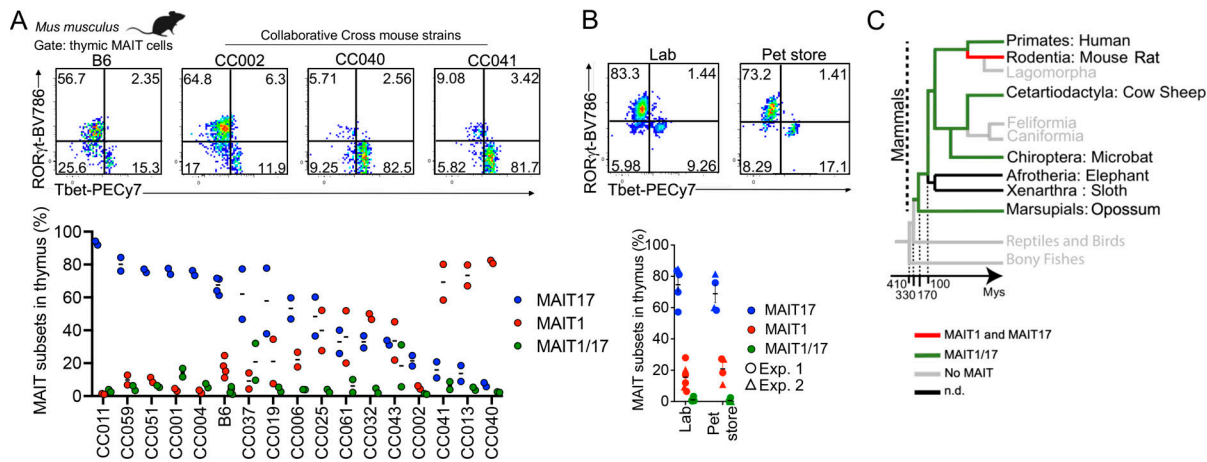 A
Mus musculus
Gate: thymic MAIT cells
Collaborative Cross mouse strains
B6
CC002
CC040
CC041
56.7
2.35
25.6
15.3
64.8
6.3
17
11.9
5.71
2.56
9.25
82.5
9.08
3.42
5.82
81.7
RORγt-BV786
Tbet-PECy7
MAIT subsets in thymus (%)
100
80
60
40
20
0
CC011
CC059
CC051
CC001
CC004
B6
CC037
CC019
CC006
CC025
CC061
CC032
CC043
CC002
CC041
CC013
CC040
MAIT17
MAIT1
MAIT1/17
B
Lab
Pet store
83.3
1.44
5.98
9.26
73.2
1.41
8.29
17.1
RORγt-BV786
Tbet-PECy7
MAIT subsets in thymus (%)
100
80
60
40
20
0
Lab
Pet
store
MAIT17
MAIT1
MAIT1/17
Exp. 1
Exp. 2
C
Mammals
Primates: Human
Rodentia: Mouse Rat
Lagomorpha
Cetartiodactyla: Cow Sheep
Feliformia
Caniformia
Chiroptera: Microbat
Afrotheria: Elephant
Xenarthra : Sloth
Marsupials: Opossum
Reptiles and Birds
Bony Fishes
410
330
170
100
Mys
MAIT1 and MAIT17
MAIT1/17
No MAIT
n.d.